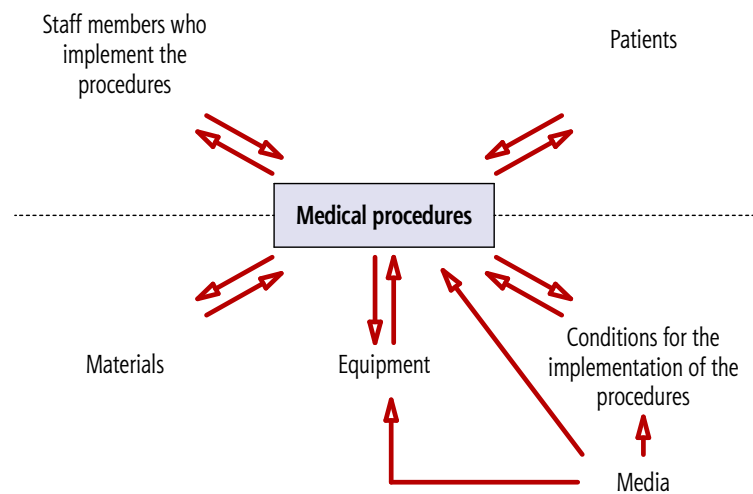 Staff members who
implement the
procedures
Patients
Medical procedures
Materials
Equipment
Conditions for the
implementation of the
procedures
Media